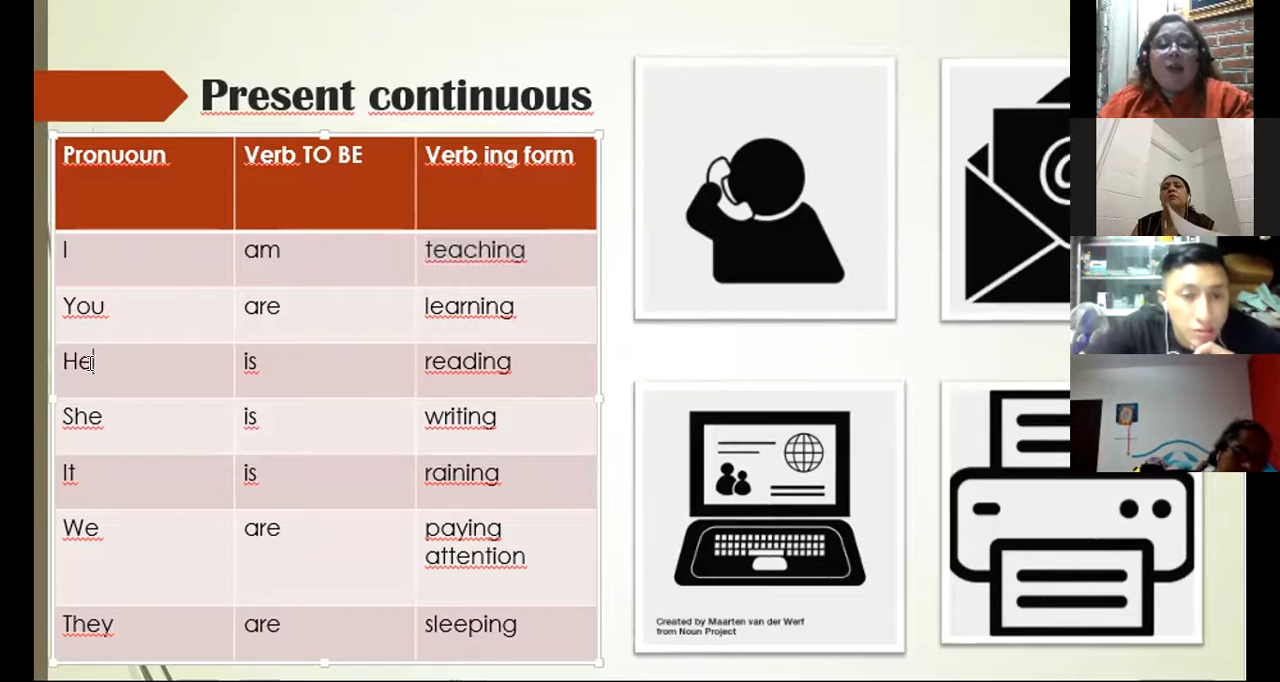 Present continuous
Pronuoun Verb TO BE Verb ing form
I am teaching
You are learning
He is reading
She is writing
It is raining
We are paying
attention
They are sleeping
Created by Maarten van der Werf
from Noun Project